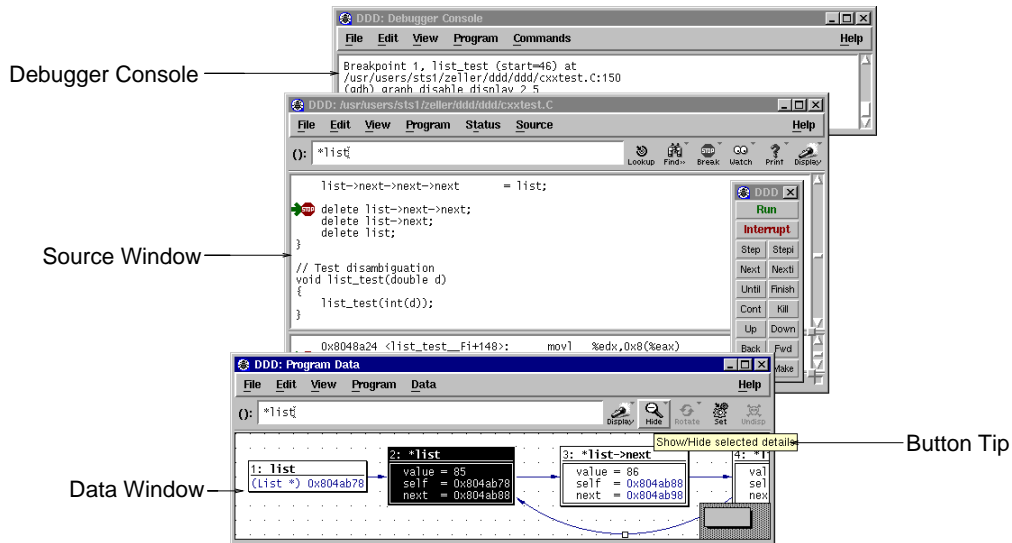 DDD: Debugger Console
File Edit View Program Commands Help
Breakpoint 1, list_test (start=46) at
/usr/users/sts1/zeller/ddd/ddd/cxxtest.C:150
(gdb) graph disable display 2 5
Debugger Console
DDD: /usr/users/sts1/zeller/ddd/ddd/cxxtest.C
File Edit View Program Status Source Help
(): *list
Lookup Find>> Break Watch Print Display
list->next->next->next = list;
STOP delete list->next->next;
delete list->next;
delete list;
}
// Test disambiguation
void list_test(double d)
{
list_test(int(d));
}
0x8048a24 <list_test__Fi+148>: movl %edx,0x8(%eax)
Source Window
DDD
Run
Interrupt
Step Stepi
Next Nexti
Until Finish
Cont Kill
Up Down
Back Fwd
Make
DDD: Program Data
File Edit View Program Data Help
(): *list
Display Hide Rotate Set Undisp
Show/Hide selected details
Button Tip
Data Window
1: list
(List *) 0x804ab78
2: *list
value = 85
self = 0x804ab78
next = 0x804ab88
3: *list->next
value = 86
self = 0x804ab88
next = 0x804ab98
4: *l
val
sel
nex